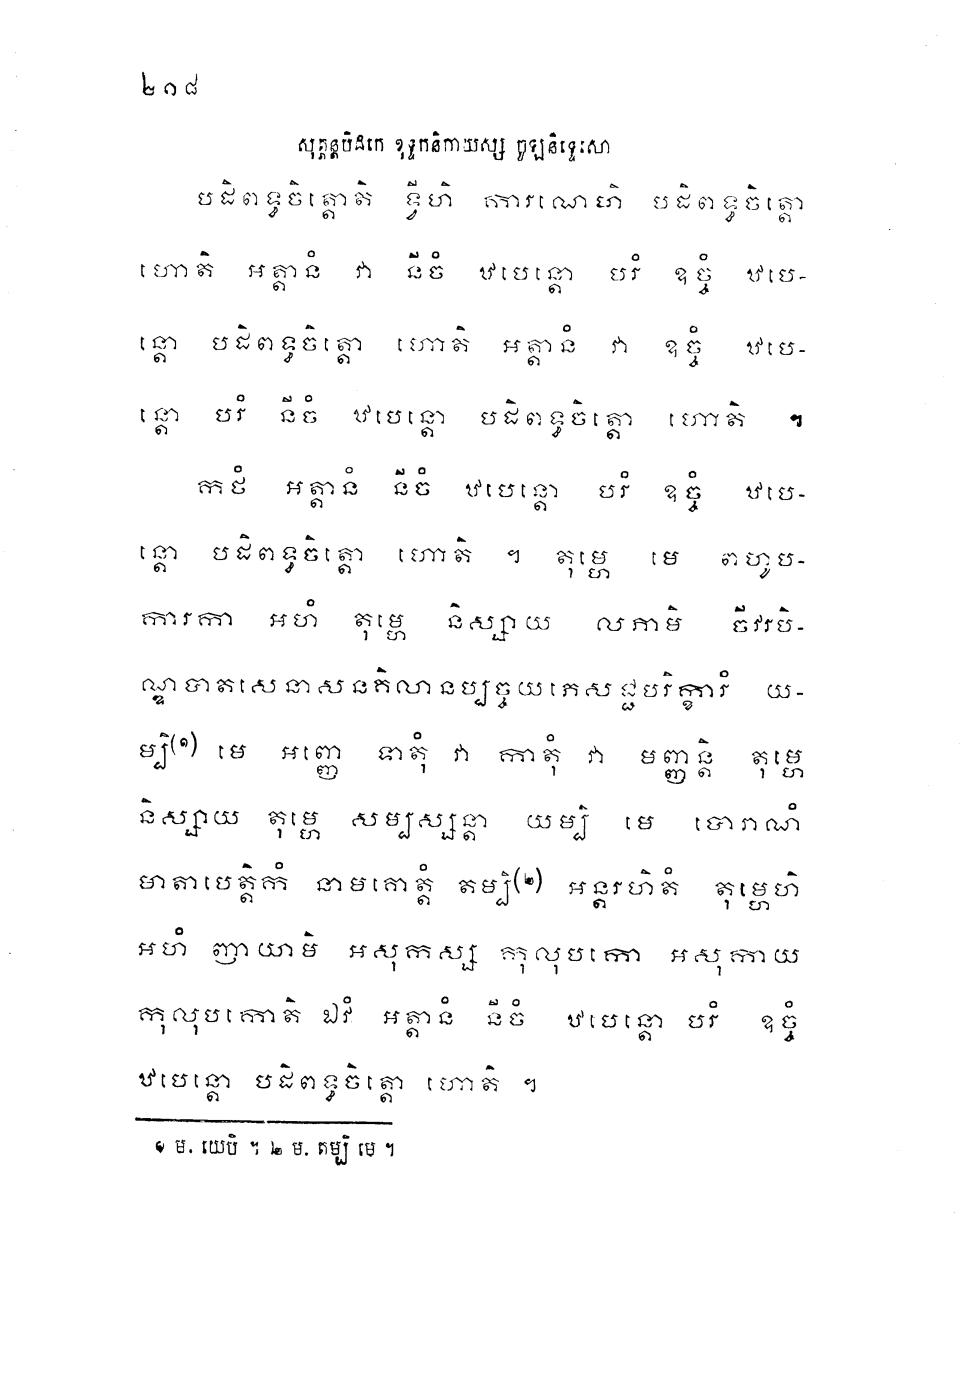 ២១៨
សុត្តន្តបិដកេ ខុទ្ទកនិកាយស្ស ចូឡនិទ្ទេសោ
បដិពទ្ធចិត្តោតិ ទ្វីហិ ការណេហិ បដិពទ្ធចិត្តោ
ហោតិ អត្តានំ វា នីចំ ឋបេន្តោ បរំ ឧច្ចំ ឋបេ-
ន្តោ បដិពទ្ធចិត្តោ ហោតិ អត្តានំ វា ឧច្ចំ ឋបេ-
ន្តោ បរំ នីចំ ឋបេន្តោ បដិពទ្ធចិត្តោ ហោតិ ។
កថំ អត្តានំ នីចំ ឋបេន្តោ បរំ ឧច្ចំ ឋបេ-
ន្តោ បដិពទ្ធចិត្តោ ហោតិ ។ តុម្ហេ មេ ពហូប-
ការកា អហំ តុម្ហេ និស្សាយ លភាមិ ចីវរបិ-
ណ្ឌបាតសេនាសនគិលានប្បច្ចយភេសជ្ជបរិក្ខារំ យ-
ម្បិ(១) មេ អញ្ញេ ទាតុំ វា កាតុំ វា មញ្ញន្តិ តុម្ហេ
និស្សាយ តុម្ហេ សម្បស្សន្តា យម្បិ មេ បោរាណំ
មាតាបេត្តិកំ នាមគោត្តំ តម្បិ(២) អន្តរហិតំ តុម្ហេហិ
អហំ ញាយាមិ អសុកស្ស កុលុបកោ អសុកាយ
កុលុបកោតិ ឯវំ អត្តានំ នីចំ ឋបេន្តោ បរំ ឧច្ចំ
ឋបេន្តោ បដិពទ្ធចិត្តោ ហោតិ ។
១ ម. យេបិ ។ ២ ម. តម្បិ មេ ។